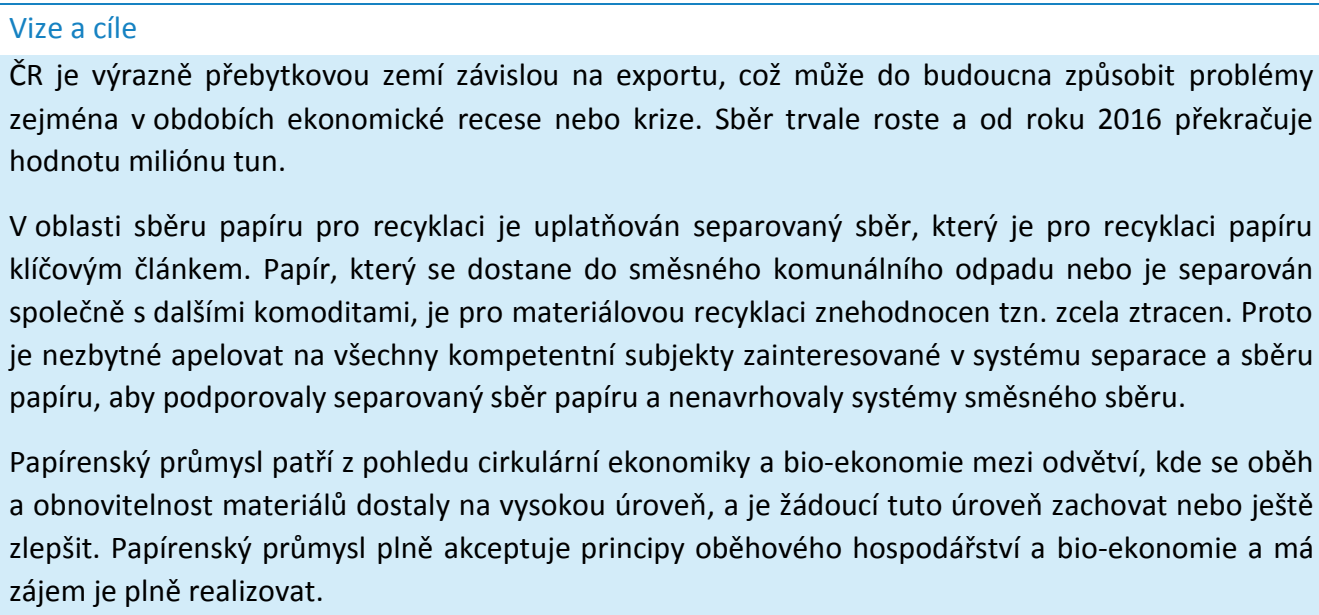 Vize a cíle
ČR je výrazně přebytkovou zemí závislou na exportu, což může do budoucna způsobit problémy
zejména v obdobích ekonomické recese nebo krize. Sběr trvale roste a od roku 2016 překračuje
hodnotu miliónu tun.
V oblasti sběru papíru pro recyklaci je uplatňován separovaný sběr, který je pro recyklaci papíru
klíčovým článkem. Papír, který se dostane do směsného komunálního odpadu nebo je separován
společně s dalšími komoditami, je pro materiálovou recyklaci znehodnocen tzn. zcela ztracen. Proto
je nezbytné apelovat na všechny kompetentní subjekty zainteresované v systému separace a sběru
papíru, aby podporovaly separovaný sběr papíru a nenavrhovaly systémy směsného sběru.
Papírenský průmysl patří z pohledu cirkulární ekonomiky a bio-ekonomie mezi odvětví, kde se oběh
a obnovitelnost materiálů dostaly na vysokou úroveň, a je žádoucí tuto úroveň zachovat nebo ještě
zlepšit. Papírenský průmysl plně akceptuje principy oběhového hospodářství a bio-ekonomie a má
zájem je plně realizovat.